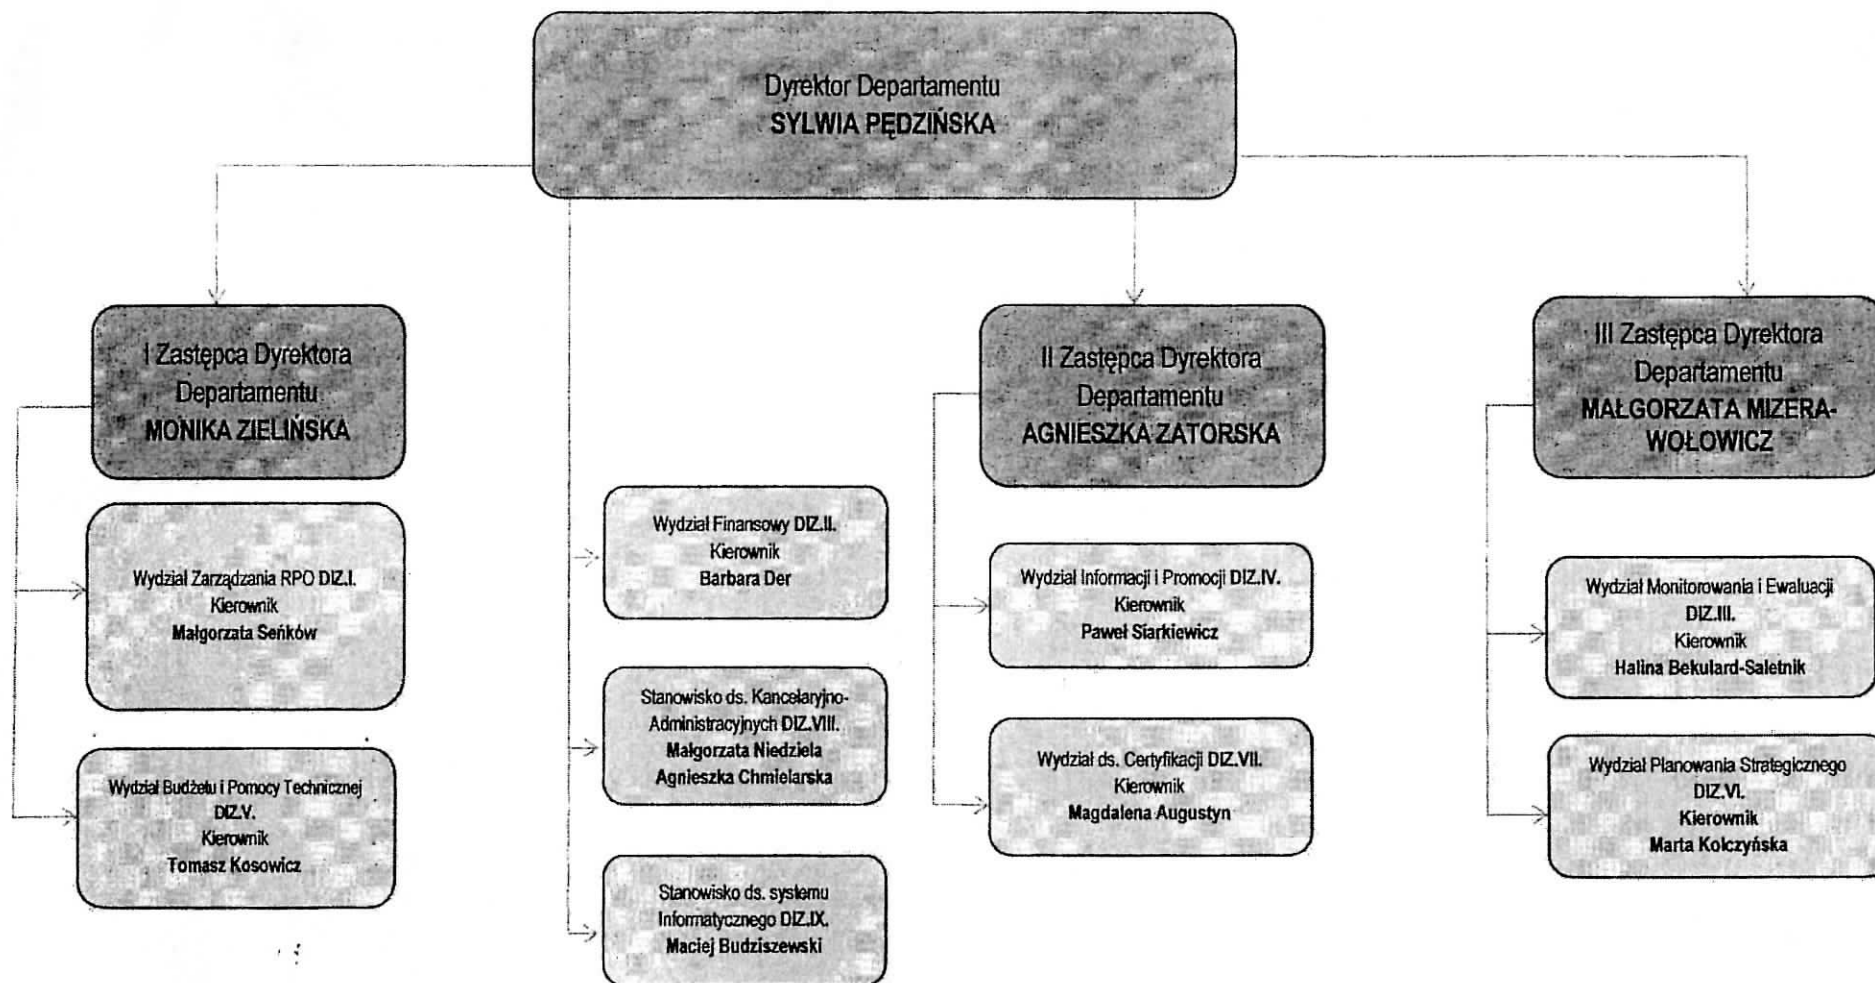 Dyrektor Departamentu
SYLWIA PĘDZIŃSKA
I Zastępca Dyrektora
Departamentu
MONIKA ZIELIŃSKA
II Zastępca Dyrektora
Departamentu
AGNIESZKA ZATORSKA
III Zastępca Dyrektora
Departamentu
MAŁGORZATA MIZERA-
WOŁOWICZ
Wydział Zarządzania RPO DIZ.I.
Kierownik
Małgorzata Seńków
Wydział Budżetu i Pomocy Technicznej
DIZ.V.
Kierownik
Tomasz Kosowicz
Wydział Finansowy DIZ.II.
Kierownik
Barbara Der
Stanowisko ds. Kancelaryjno-
Administracyjnych DIZ.VIII.
Małgorzata Niedziela
Agnieszka Chmielarska
Stanowisko ds. systemu
Informatycznego DIZ.IX.
Maciej Budziszewski
Wydział Informacji i Promocji DIZ.IV.
Kierownik
Paweł Siarkiewicz
Wydział ds. Certyfikacji DIZ.VII.
Kierownik
Magdalena Augustyn
Wydział Monitorowania i Ewaluacji
DIZ.III.
Kierownik
Halina Bekulard-Saletnik
Wydział Planowania Strategicznego
DIZ.VI.
Kierownik
Marta Kolczyńska